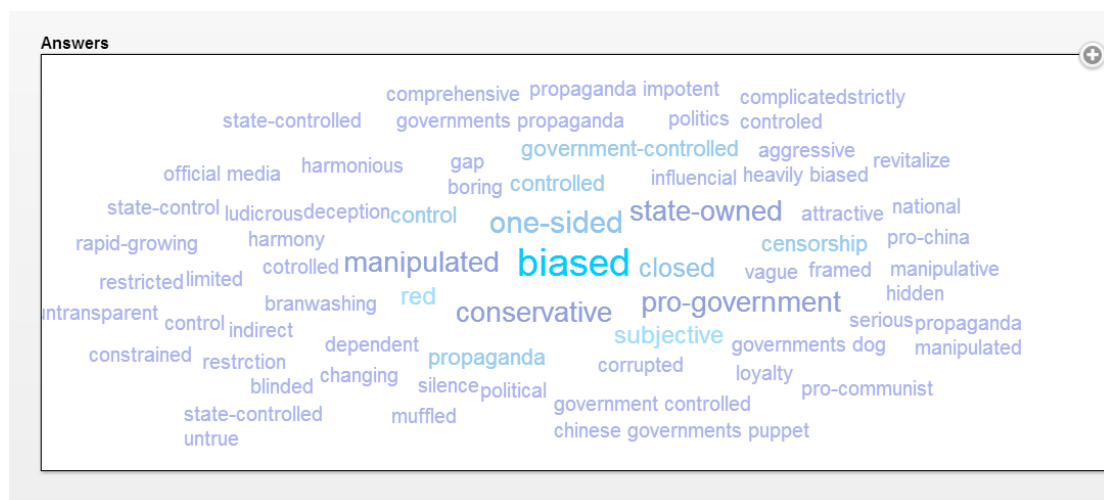 Answers
comprehensive propaganda impotent complicatedstrictly
state-controlled governments propaganda politics controled
government-controlled aggressive
official media harmonious gap influencial heavily biased revitalize
boring controlled
state-control ludicrousdeception control one-sided state-owned attractive national
rapid-growing harmony censorship pro-china
restricted limited cotrolled manipulated biased closed vague framed manipulative
untransparent control branwashing red conservative pro-government hidden
indirect subjective serious propaganda
constrained restrction dependent propaganda governments dog manipulated
blinded changing silence political corrupted loyalty pro-communist
state-controlled muffled government controlled
untrue chinese governments puppet